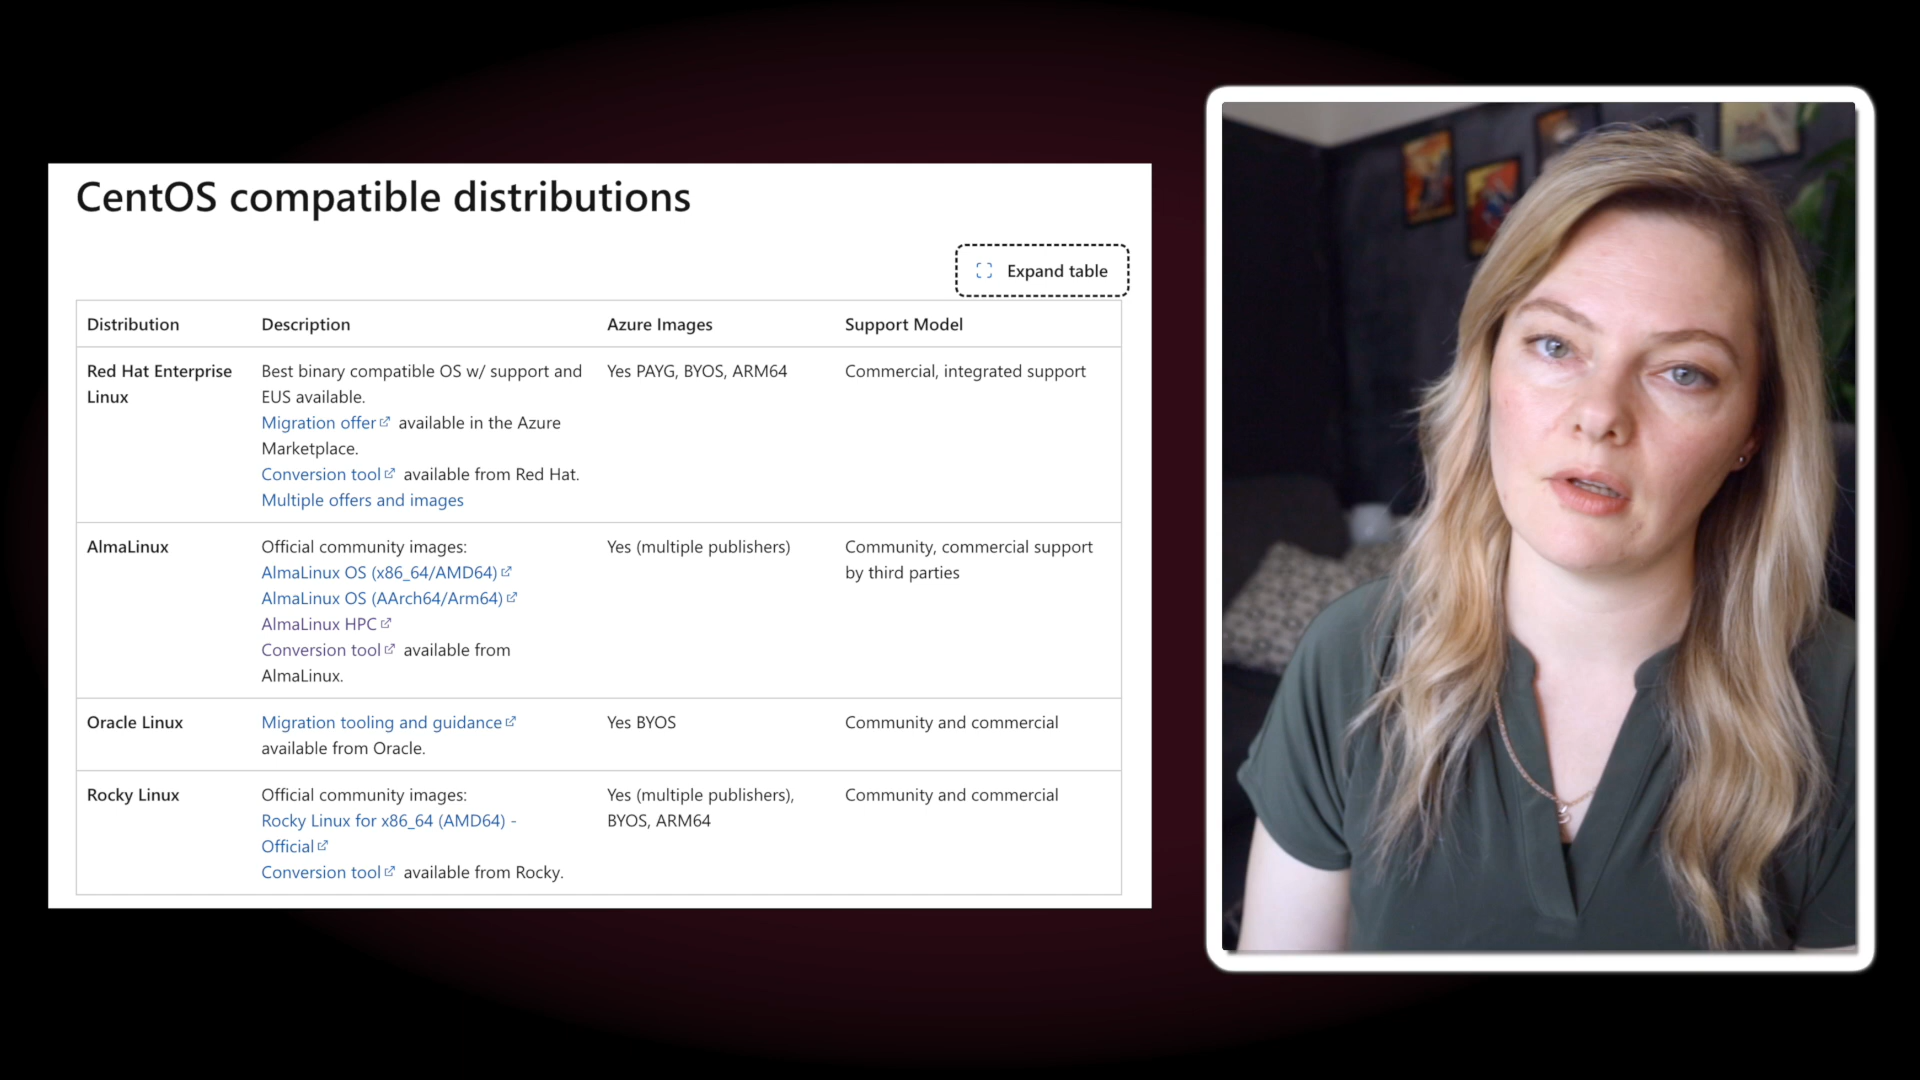 CentOS compatible distributions
Expand table
Distribution Description Azure Images Support Model
Red Hat Enterprise
Linux
Best binary compatible OS w/ support and
EUS available.
Migration offer available in the Azure
Marketplace.
Conversion tool available from Red Hat.
Multiple offers and images
Yes PAYG, BYOS, ARM64
Commercial, integrated support
AlmaLinux
Official community images:
AlmaLinux OS (x86_64/AMD64)
AlmaLinux OS (AArch64/Arm64)
AlmaLinux HPC
Conversion tool available from
AlmaLinux.
Yes (multiple publishers)
Community, commercial support
by third parties
Oracle Linux
Migration tooling and guidance
available from Oracle.
Yes BYOS
Community and commercial
Rocky Linux
Official community images:
Rocky Linux for x86_64 (AMD64) -
Official
Conversion tool available from Rocky.
Yes (multiple publishers),
BYOS, ARM64
Community and commercial